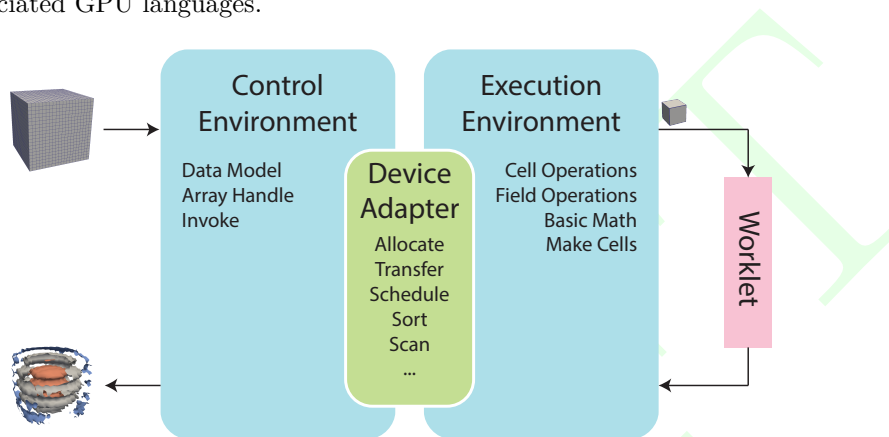 ciated GPU languages.
Control
Environment
Data Model
Array Handle
Invoke
Device
Adapter
Allocate
Transfer
Schedule
Sort
Scan
...
Execution
Environment
Cell Operations
Field Operations
Basic Math
Make Cells
Worklet